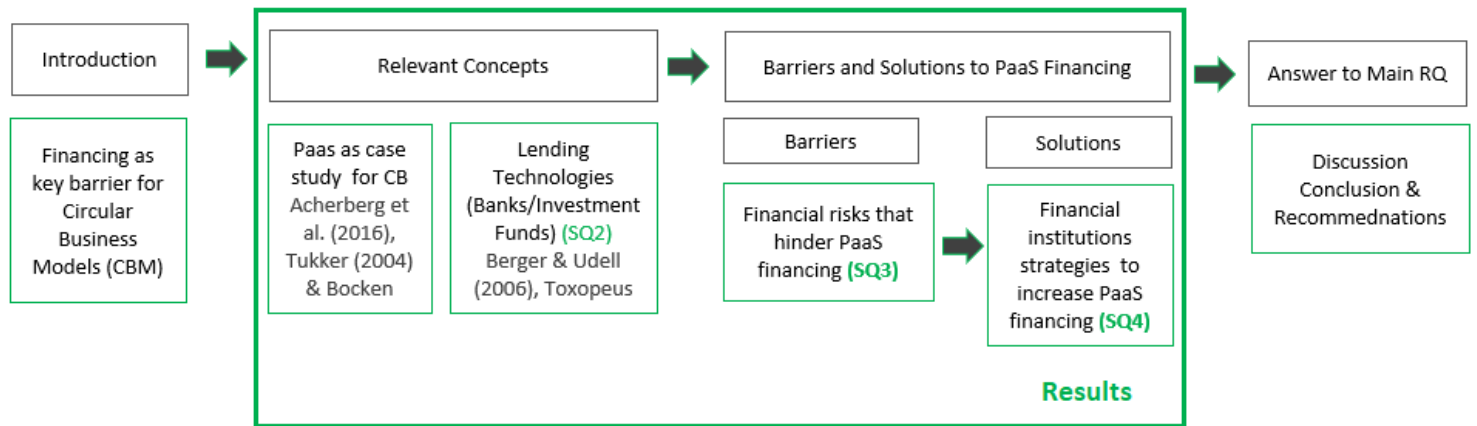 Introduction
Financing as
key barrier for
Circular
Business
Models (CBM)
Relevant Concepts
Paas as case
study for CB
Acherberg et
al. (2016),
Tukker (2004)
& Bocken
Lending
Technologies
(Banks/Investment
Funds) (SQ2)
Berger & Udell
(2006), Toxopeus
Barriers and Solutions to PaaS Financing
Barriers
Financial risks that
hinder PaaS
financing (SQ3)
Solutions
Financial
institutions
strategies to
increase PaaS
financing (SQ4)
Results
Answer to Main RQ
Discussion
Conclusion &
Recommednations